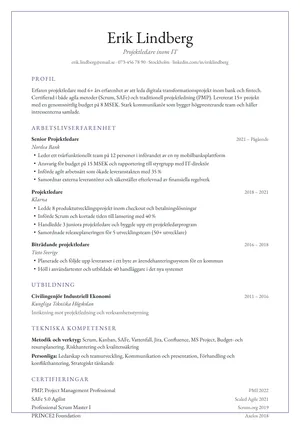 Erik Lindberg
Projektledare inom IT
erik.lindberg@email.se · 073-456 78 90 · Stockholm · linkedin.com/in/eriklindberg
PROFIL
Erfaren projektledare med 6+ års erfarenhet av att leda digitala transformationsprojekt inom bank och fintech.
Certifierad i både agila metoder (Scrum, SAFe) och traditionell projektledning (PMP). Levererat 15+ projekt
med en genomsnittlig budget på 8 MSEK. Stark kommunikatör som bygger högpresterande team och håller
intressenterna samlade.
ARBETSLIVSERFARENHET
Senior Projektledare 2021 – Pågående
Nordea Bank
• Leder ett tvärfunktionellt team på 12 personer i utförandet av en ny mobilbanksplattform
• Ansvarig för budget på 15 MSEK och rapportering till styrgrupp med IT-direktör
• Införde agilt arbetssätt som ökade leveranstakten med 35 %
• Samordnar externa leverantörer och säkerställer efterlevnad av finansiella regelverk
Projektledare 2018 – 2021
Klarna
• Ledde 8 produktutvecklingsprojekt inom checkout och betalningslösningar
• Införde Scrum och kortade tiden till lansering med 40 %
• Handledde 3 juniora projektledare och byggde upp ett projektledarprogram
• Samordnade releaseplaneringen för 5 utvecklingsteam (50+ utvecklare)
Biträdande projektledare 2016 – 2018
Tieto Sverige
• Planerade och följde upp leveranser i ett byte av ärendehanteringssystem för en kommun
• Höll i användartester och utbildade 40 handläggare i det nya systemet
UTBILDNING
Civilingenjör Industriell Ekonomi 2011 – 2016
Kungliga Tekniska Högskolan
Inriktning mot projektledning och verksamhetsstyrning
TEKNISKA KOMPETENSER
Metodik och verktyg: Scrum, Kanban, SAFe, Vattenfall, Jira, Confluence, MS Project, Budget- och
resursplanering, Riskhantering och kvalitetssäkring
Personliga: Ledarskap och teamutveckling, Kommunikation och presentation, Förhandling och
konflikthantering, Strategiskt tänkande
CERTIFIERINGAR
PMP, Project Management Professional PMI 2022
SAFe 5.0 Agilist Scaled Agile 2021
Professional Scrum Master I Scrum.org 2019
PRINCE2 Foundation Axelos 2018